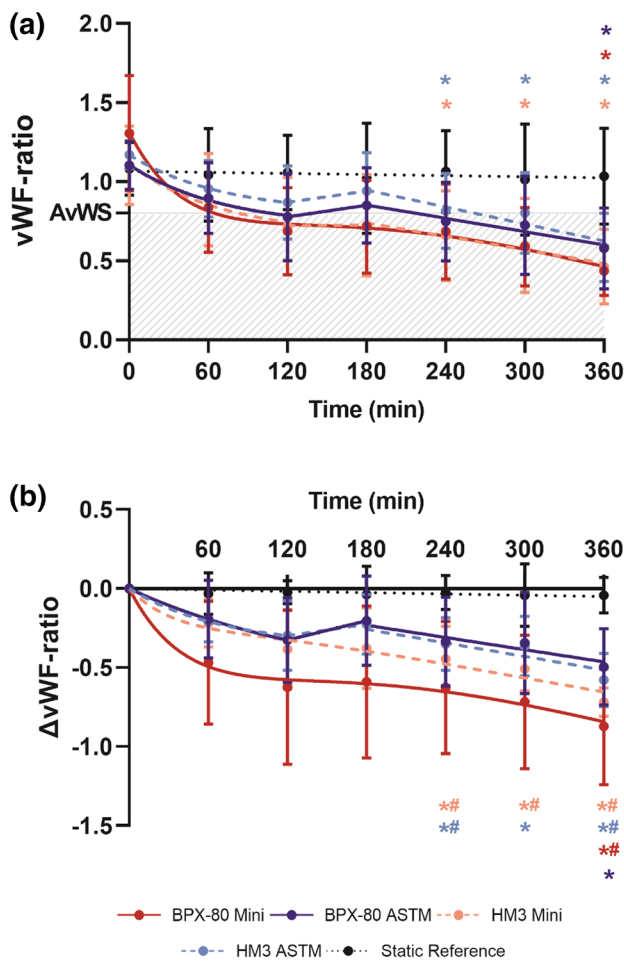 (a)
2.0
*
*
* * *
1.5
* * *
vWF-ratio
1.0
AvWS
0.5
0.0
0 60 120 180 240 300 360
Time (min)
(b)
Time (min)
0.5
60 120 180 240 300 360
0.0
ΔvWF-ratio
-0.5
-1.0
*# *# *#
-1.5
*# * *#
*#
*
BPX-80 Mini BPX-80 ASTM HM3 Mini
HM3 ASTM Static Reference